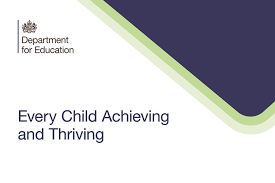 Department
for Education
Every Child Achieving
and Thriving